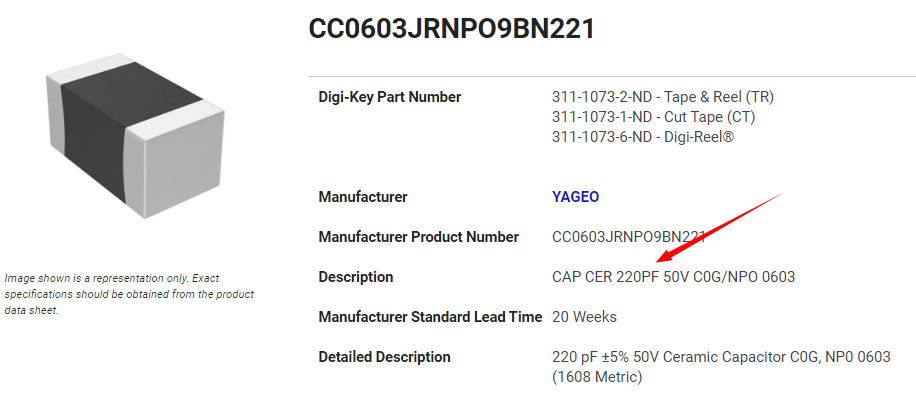 CC0603JRNPO9BN221
Digi-Key Part Number
311-1073-2-ND - Tape & Reel (TR)
311-1073-1-ND - Cut Tape (CT)
311-1073-6-ND - Digi-Reel®
Manufacturer
YAGEO
Manufacturer Product Number
CC0603JRNPO9BN221
Description
CAP CER 220PF 50V C0G/NPO 0603
Manufacturer Standard Lead Time
20 Weeks
Detailed Description
220 pF ±5% 50V Ceramic Capacitor C0G, NP0 0603
(1608 Metric)
Image shown is a representation only. Exact
specifications should be obtained from the product
data sheet.